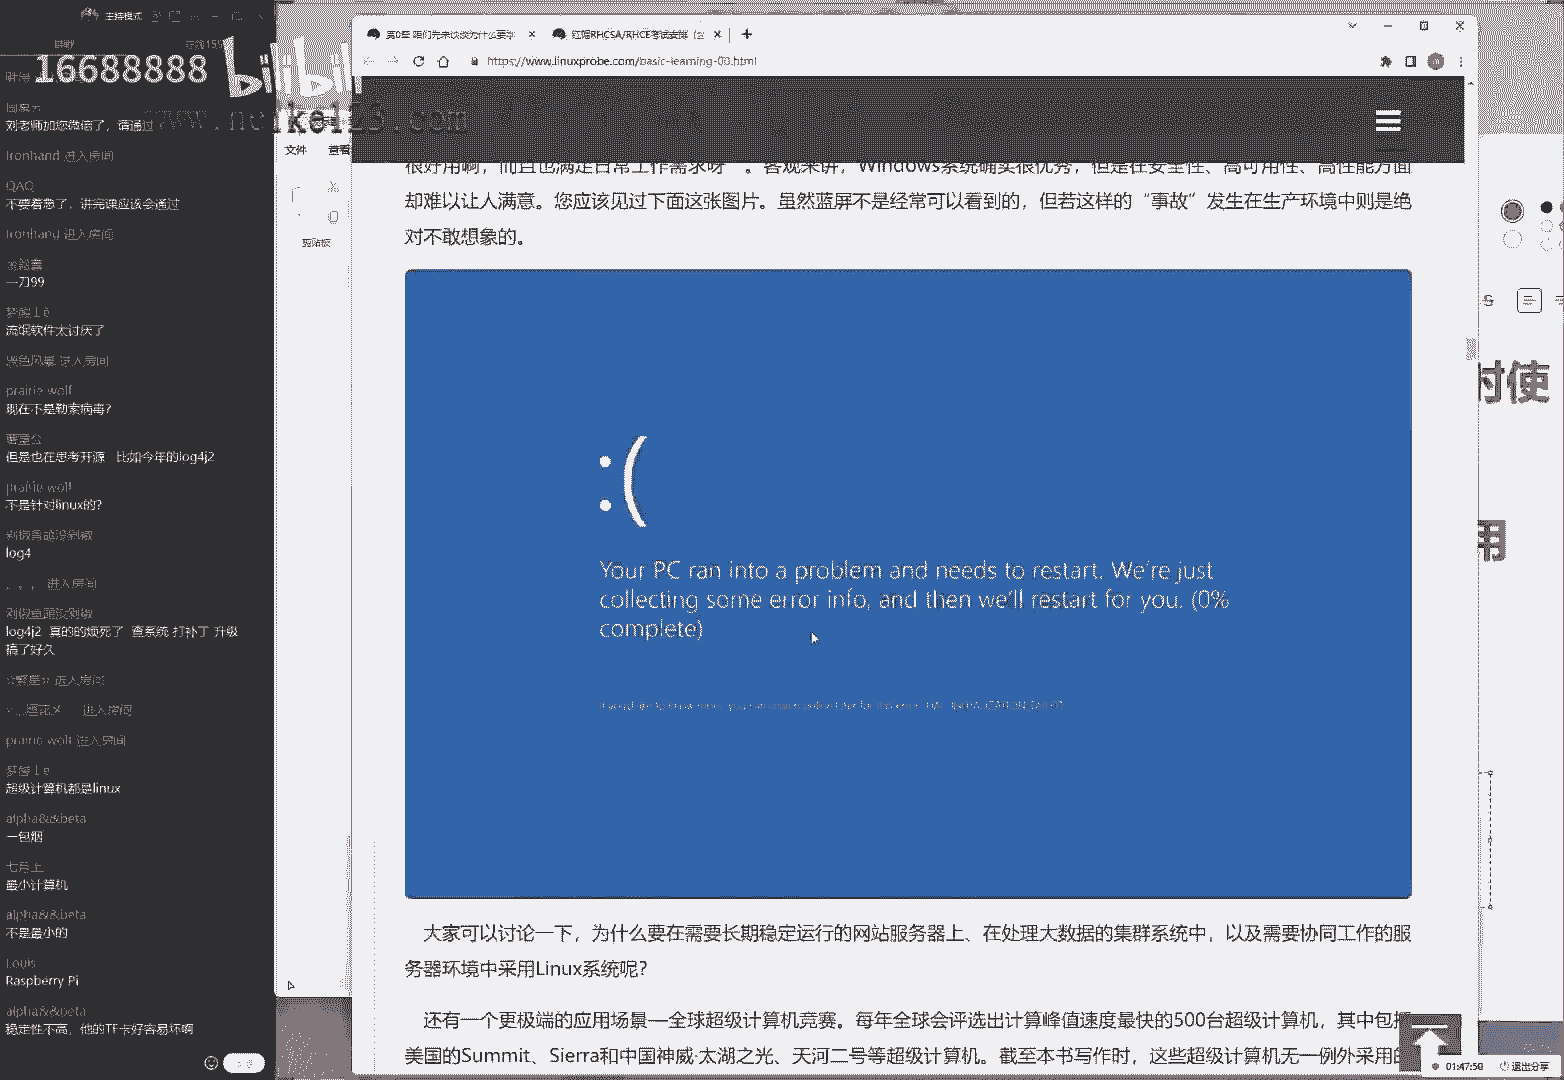 主持模式
16688888
bilibili
刘老师加您微信了，请通过
Ironhand 进入房间
QAQ
不要着急了，讲完课应该会通过
Ironhand 进入房间
一刀99
流氓软件太讨厌了
prairie wolf
现在不是勒索病毒？
但是也在思考开源 比如今年的log4j2
prairie wolf
不是针对linux的？
log4
进入房间
log4j2 真的的烦死了 查系统 打补丁 升级
搞了好久
进入房间
prairie wolf 进入房间
超级计算机都是linux
alpha&&beta
一包烟
七月上
最小计算机
alpha&&beta
不是最小的
Louis
Raspberry Pi
alpha&&beta
稳定性不高，他的TF卡好容易坏啊
文件 查看
剪贴板
第0章 咱们先来谈谈为什么要学
红帽RHCSA/RHCE考试安排
https://www.linuxprobe.com/basic-learning-00.html
很好用啊，而且也满足日常工作需求呀”。客观来讲，Windows系统确实很优秀，但是在安全性、高可用性、高性能方面
却难以让人满意。您应该见过下面这张图片。虽然蓝屏不是经常可以看到的，但若这样的“事故”发生在生产环境中则是绝
对不敢想象的。
:(
Your PC ran into a problem and needs to restart. We're just
collecting some error info, and then we'll restart for you. (0%
complete)
大家可以讨论一下，为什么要在需要长期稳定运行的网站服务器上、在处理大数据的集群系统中，以及需要协同工作的服
务器环境中采用Linux系统呢？
还有一个更极端的应用场景—全球超级计算机竞赛。每年全球会评选出计算峰值速度最快的500台超级计算机，其中包括
美国的Summit、Sierra和中国神威·太湖之光、天河二号等超级计算机。截至本书写作时，这些超级计算机无一例外采用的
时使
用
01:47:50 退出分享